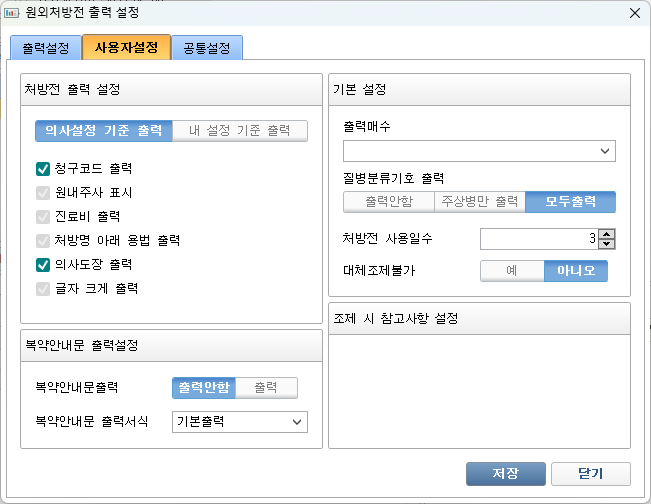 원외처방전 출력 설정
출력설정
사용자설정
공통설정
처방전 출력 설정
의사설정 기준 출력
내 설정 기준 출력
청구코드 출력
원내주사 표시
진료비 출력
처방명 아래 용법 출력
의사도장 출력
글자 크게 출력
복약안내문 출력설정
복약안내문출력
출력안함
출력
복약안내문 출력서식
기본출력
기본 설정
출력매수
질병분류기호 출력
출력안함
주상병만 출력
모두출력
처방전 사용일수
3
대체조제불가
예
아니오
조제 시 참고사항 설정
저장
닫기